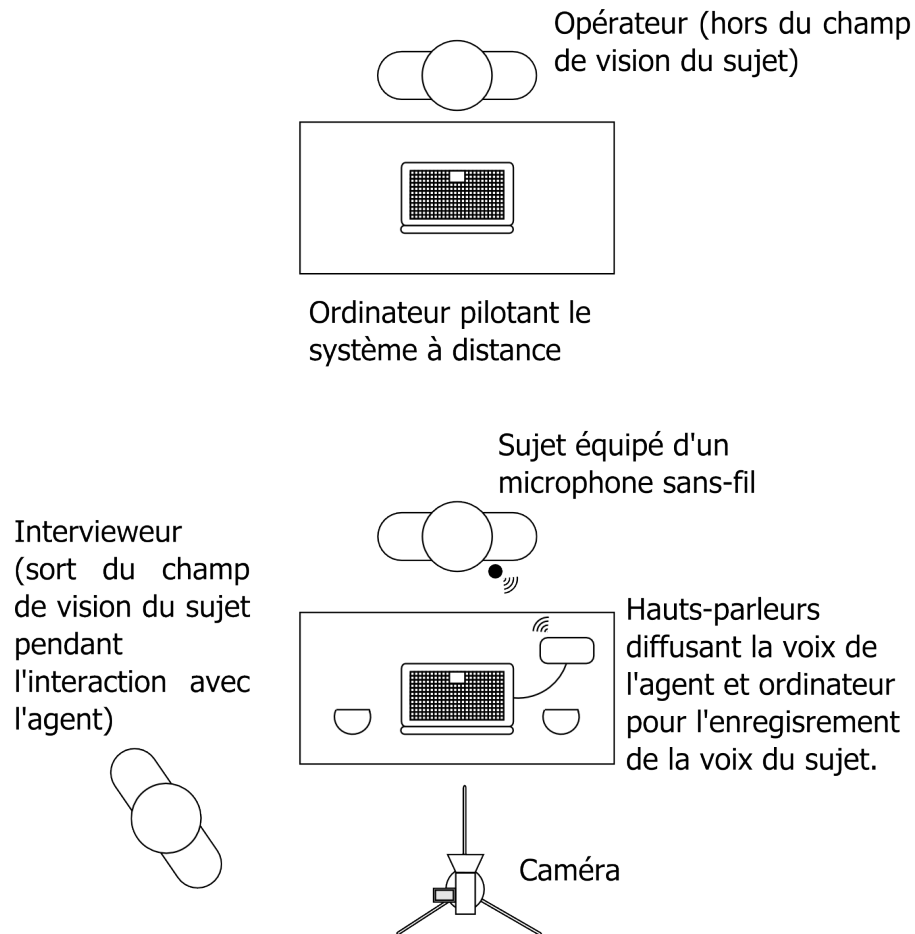 Opérateur (hors du champ
de vision du sujet)
Ordinateur pilotant le
système à distance
Sujet équipé d'un
microphone sans-fil
Intervieweur
(sort du champ
de vision du sujet
pendant
l'interaction avec
l'agent)
Hauts-parleurs
diffusant la voix de
l'agent et ordinateur
pour l'enregisrement
de la voix du sujet.
Caméra